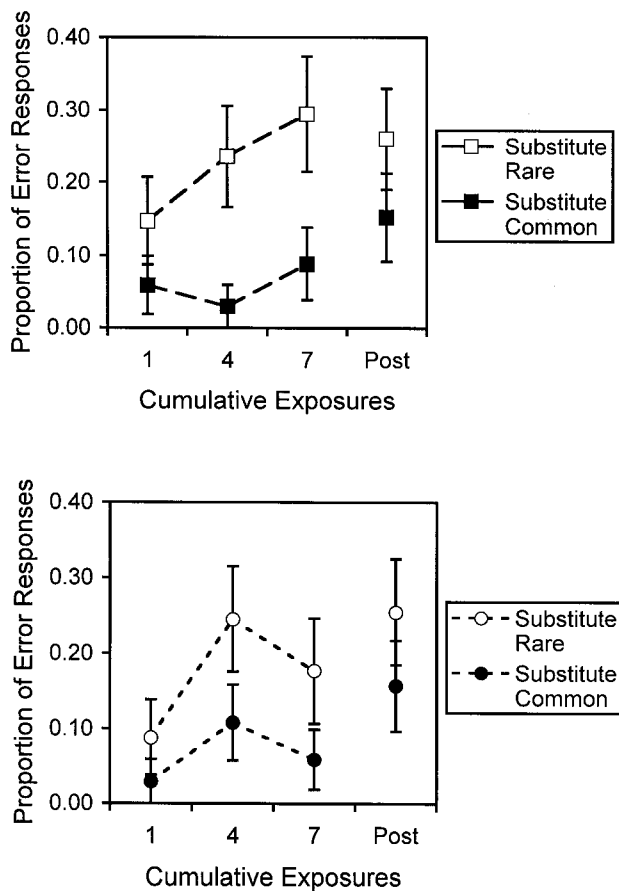 0.40
0.30
0.20
0.10
0.00
Proportion of Error Responses
1 4 7 Post
Cumulative Exposures
Substitute
Rare
Substitute
Common
0.40
0.30
0.20
0.10
0.00
Proportion of Error Responses
1 4 7 Post
Cumulative Exposures
Substitute
Rare
Substitute
Common